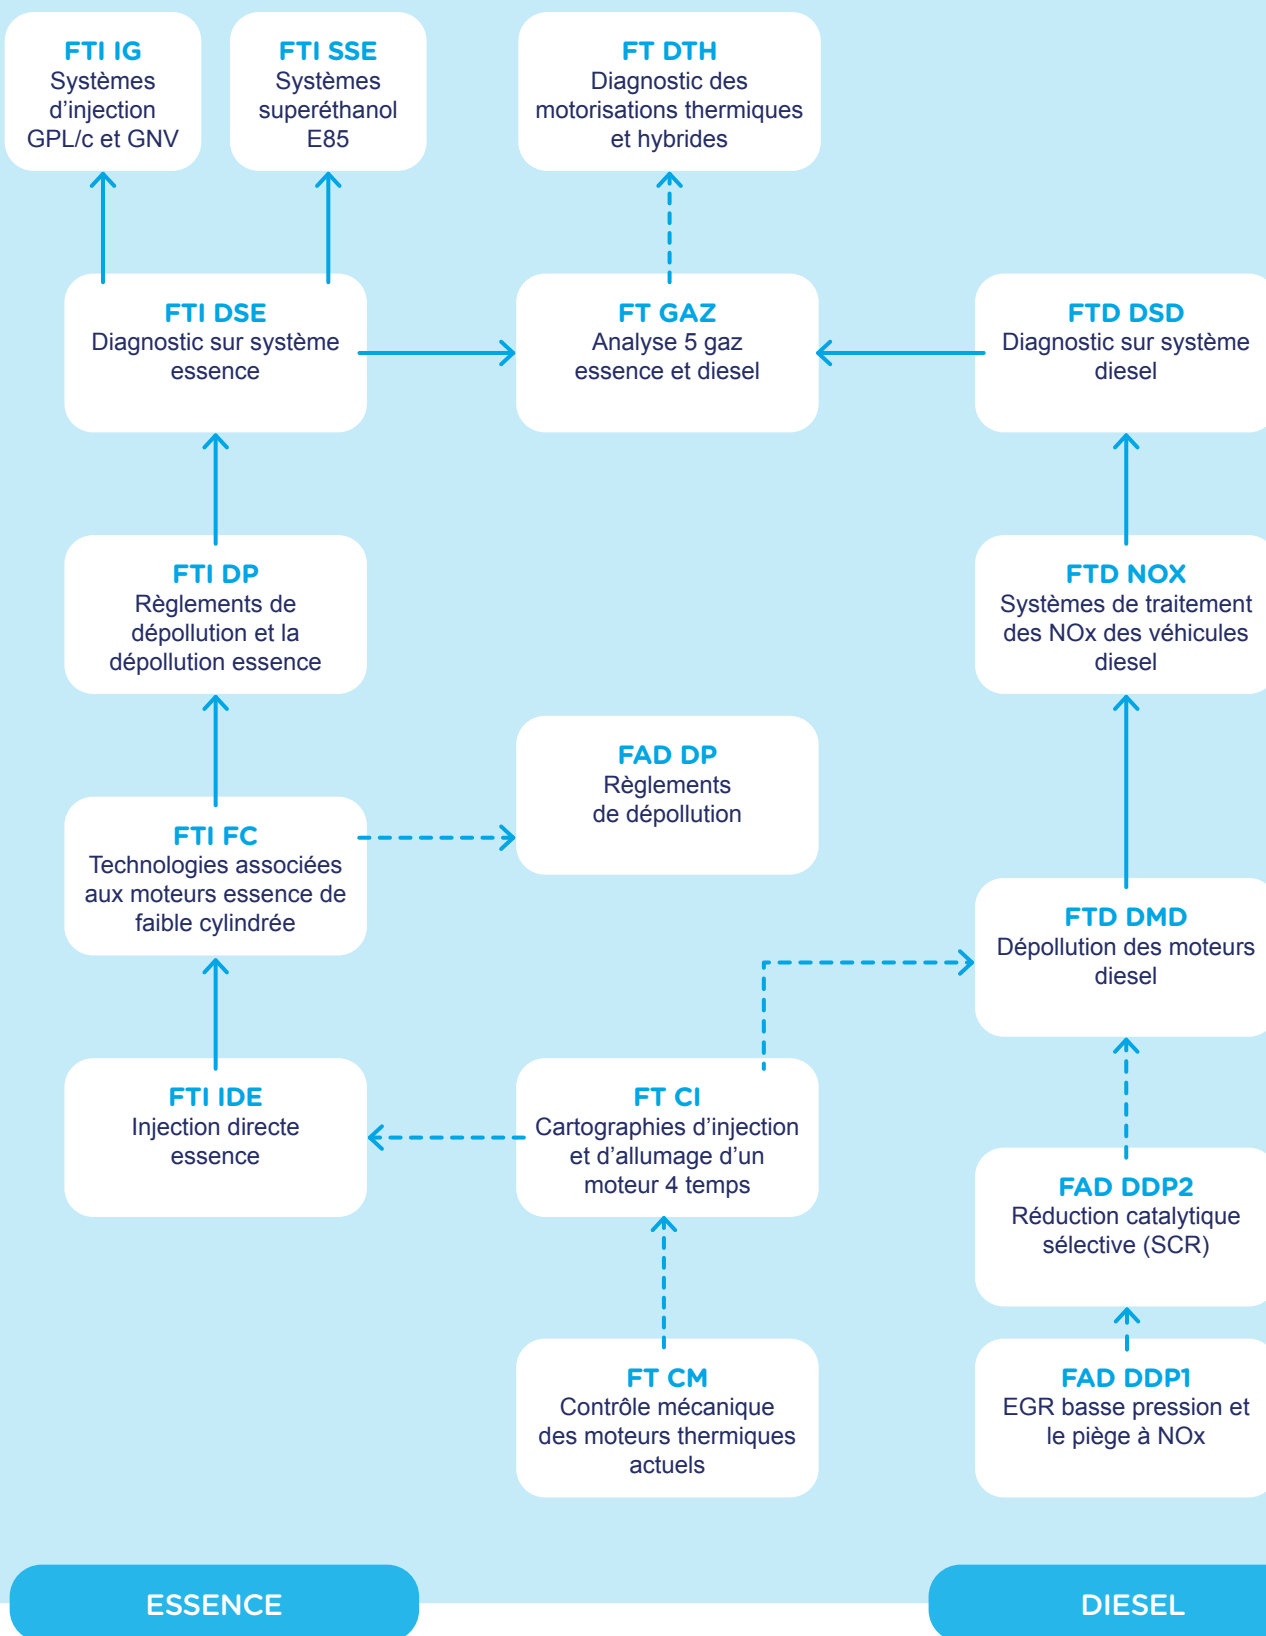 FTI IG
Systèmes
d’injection
GPL/c et GNV
FTI SSE
Systèmes
superéthanol
E85
FT DTH
Diagnostic des
motorisations thermiques
et hybrides
FTI DSE
Diagnostic sur système
essence
FT GAZ
Analyse 5 gaz
essence et diesel
FTD DSD
Diagnostic sur système
diesel
FTI DP
Règlements de
dépollution et la
dépollution essence
FTD NOX
Systèmes de traitement
des NOx des véhicules
diesel
FAD DP
Règlements
de dépollution
FTI FC
Technologies associées
aux moteurs essence de
faible cylindrée
FTD DMD
Dépollution des moteurs
diesel
FTI IDE
Injection directe
essence
FT CI
Cartographies d’injection
et d’allumage d’un
moteur 4 temps
FAD DDP2
Réduction catalytique
sélective (SCR)
FT CM
Contrôle mécanique
des moteurs thermiques
actuels
FAD DDP1
EGR basse pression et
le piège à NOx
ESSENCE
DIESEL